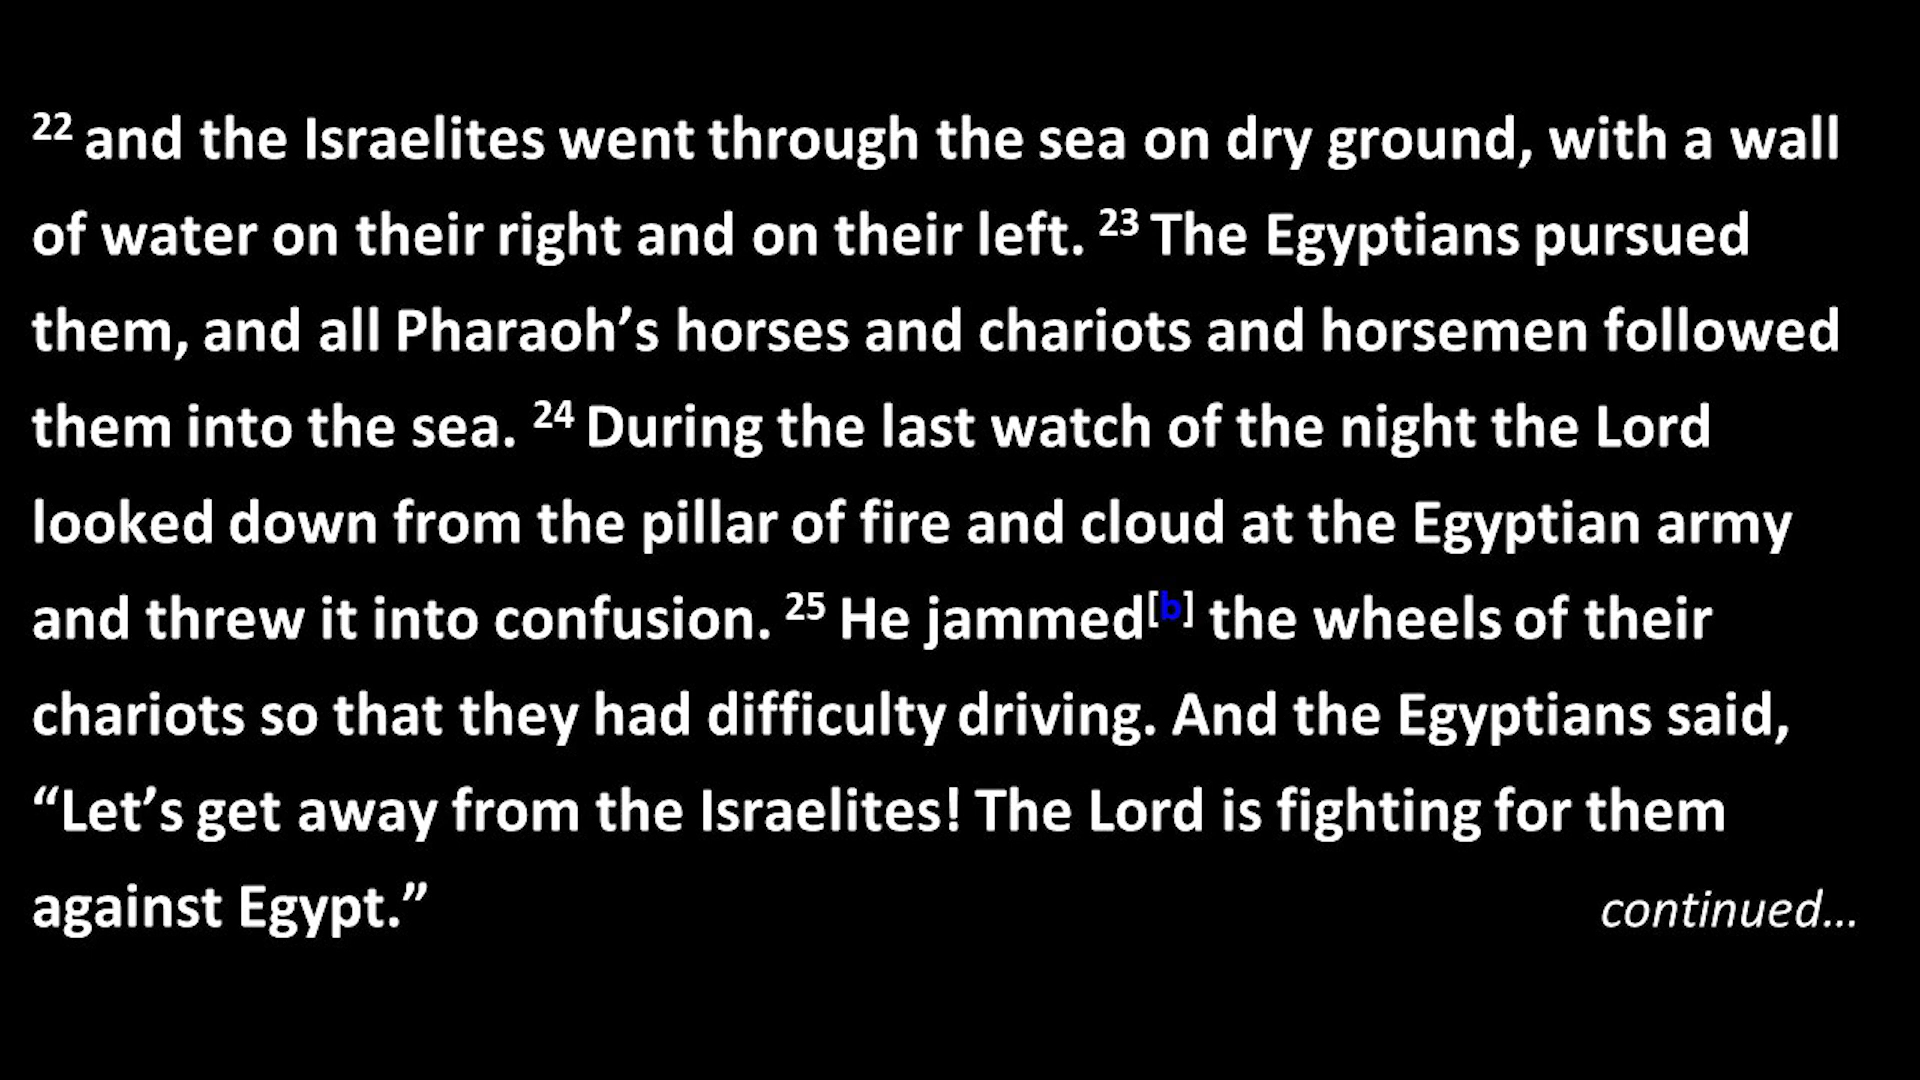 22 and the Israelites went through the sea on dry ground, with a wall
of water on their right and on their left. 23 The Egyptians pursued
them, and all Pharaoh’s horses and chariots and horsemen followed
them into the sea. 24 During the last watch of the night the Lord
looked down from the pillar of fire and cloud at the Egyptian army
and threw it into confusion. 25 He jammed[b] the wheels of their
chariots so that they had difficulty driving. And the Egyptians said,
“Let’s get away from the Israelites! The Lord is fighting for them
against Egypt.” continued…